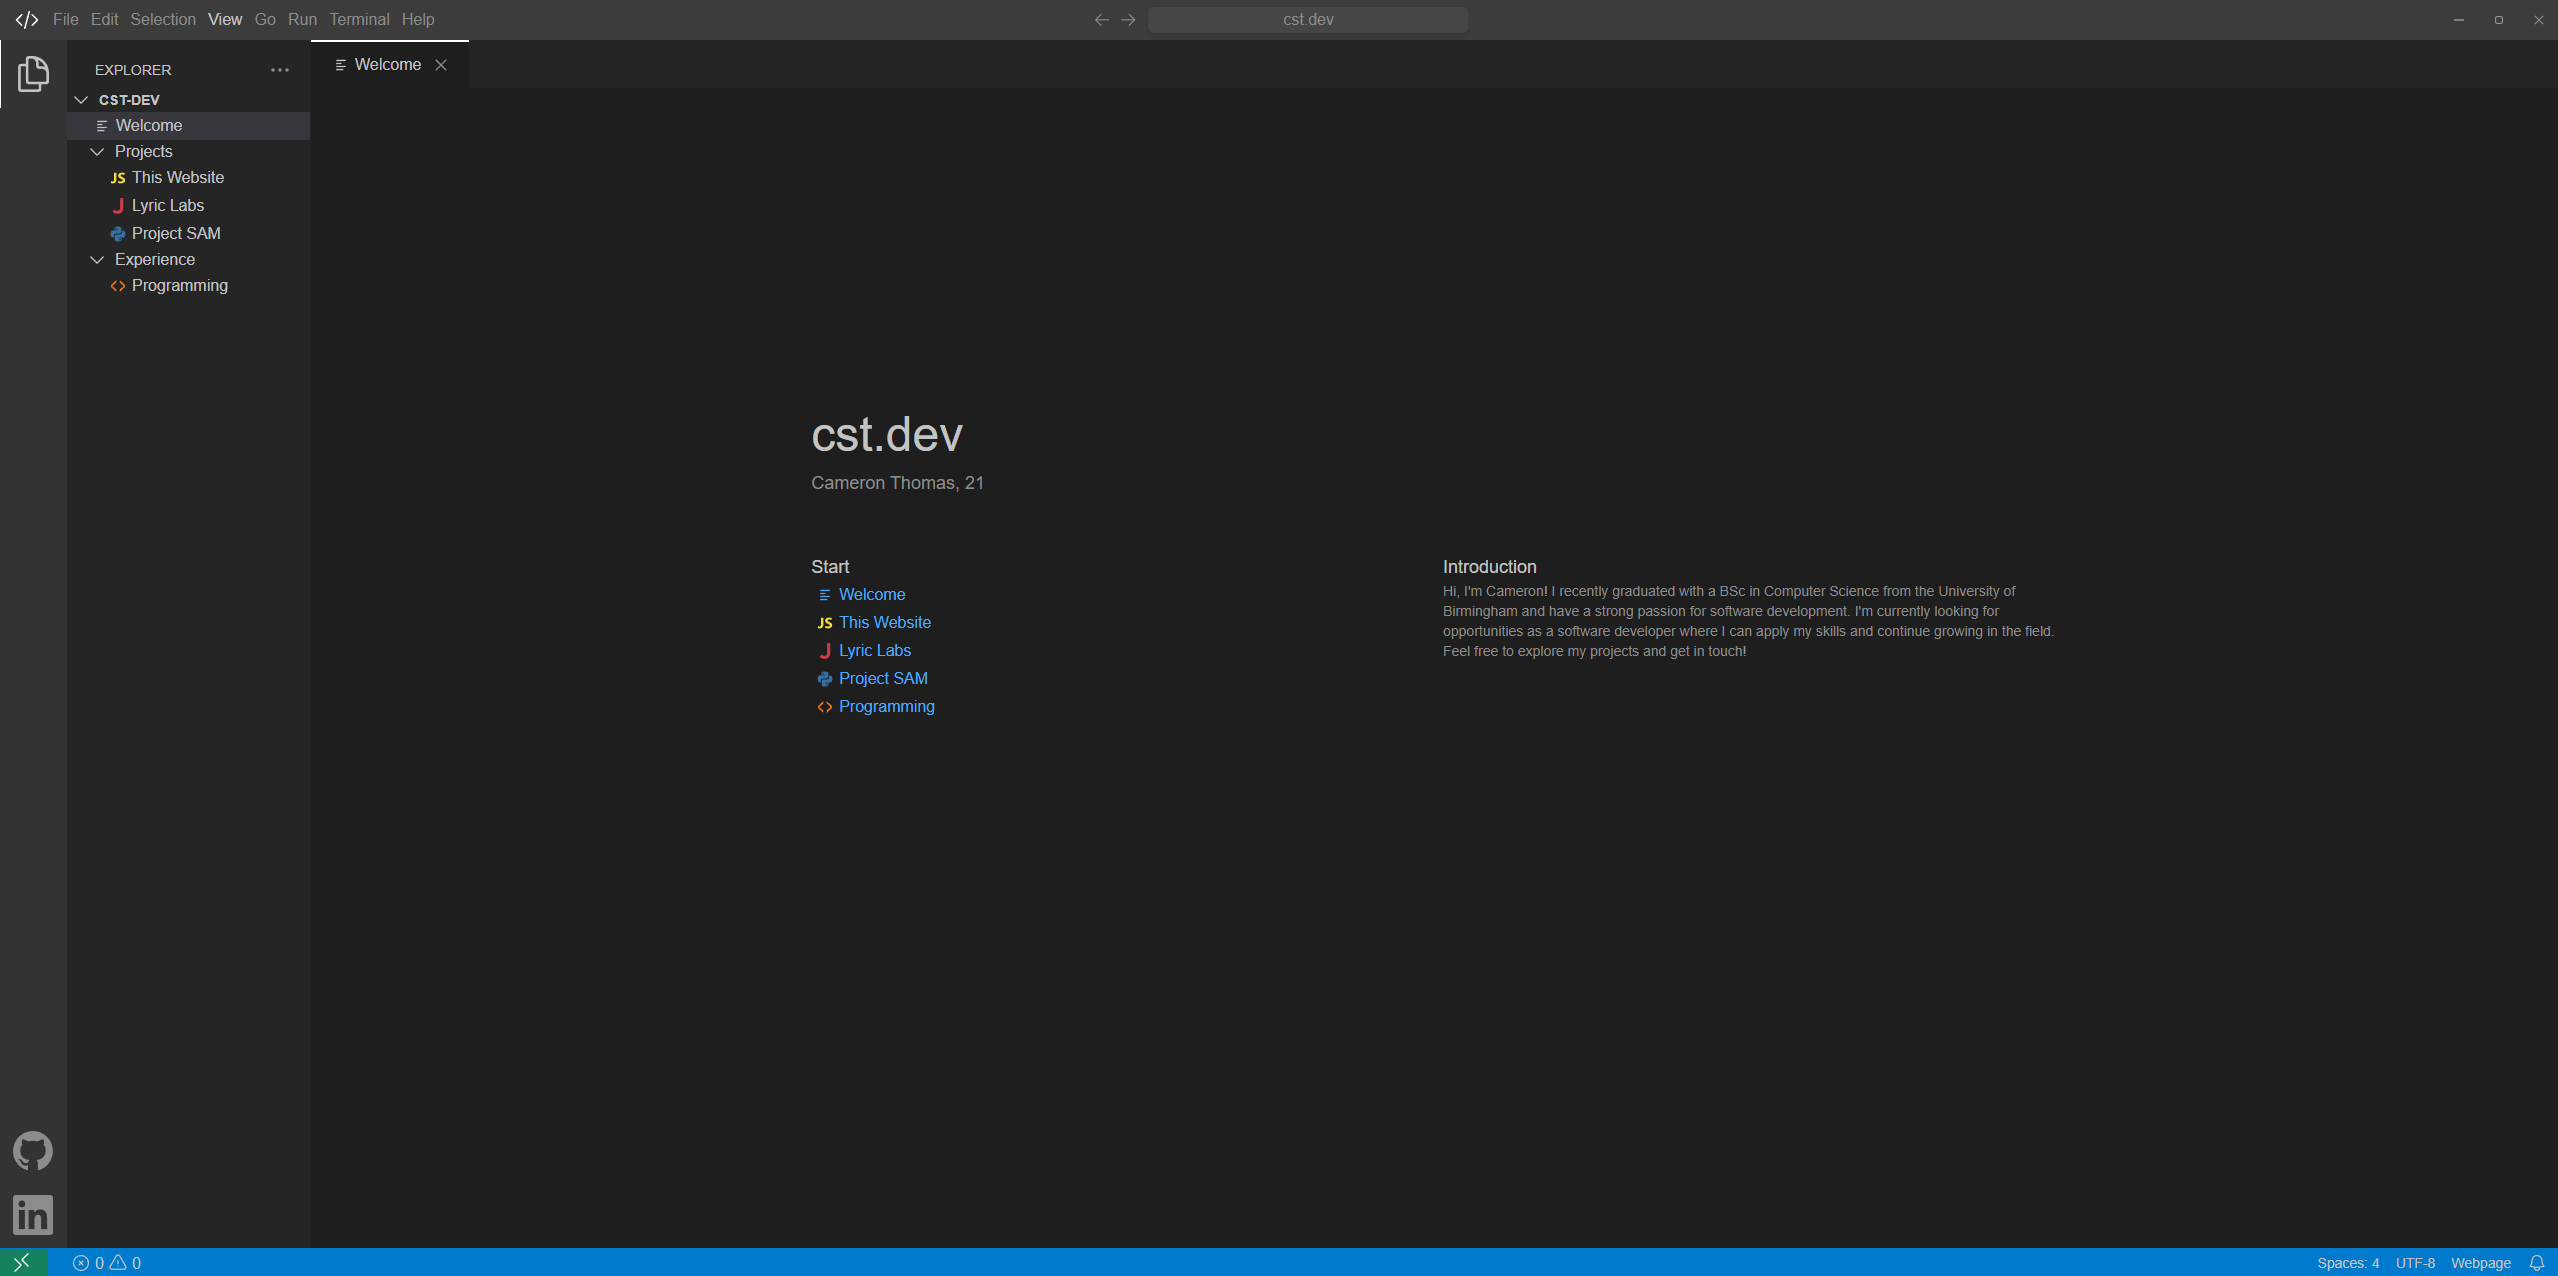 File Edit Selection View Go Run Terminal Help
cst.dev
EXPLORER
CST-DEV
Welcome
Projects
JS This Website
J Lyric Labs
Project SAM
Experience
<> Programming
Welcome
cst.dev
Cameron Thomas, 21
Start
Welcome
JS This Website
J Lyric Labs
Project SAM
<> Programming
Introduction
Hi, I'm Cameron! I recently graduated with a BSc in Computer Science from the University of
Birmingham and have a strong passion for software development. I'm currently looking for
opportunities as a software developer where I can apply my skills and continue growing in the field.
Feel free to explore my projects and get in touch!
in
0 0
Spaces: 4 UTF-8 Webpage